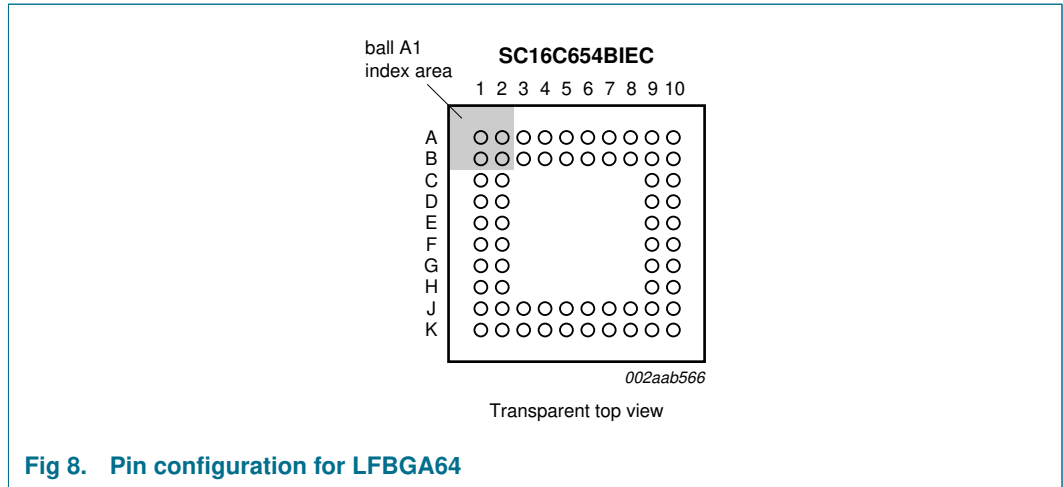 ball A1
index area
SC16C654BIEC
1 2 3 4 5 6 7 8 9 10
A
B
C
D
E
F
G
H
J
K
002aab566
Transparent top view
Fig 8. Pin configuration for LFBGA64